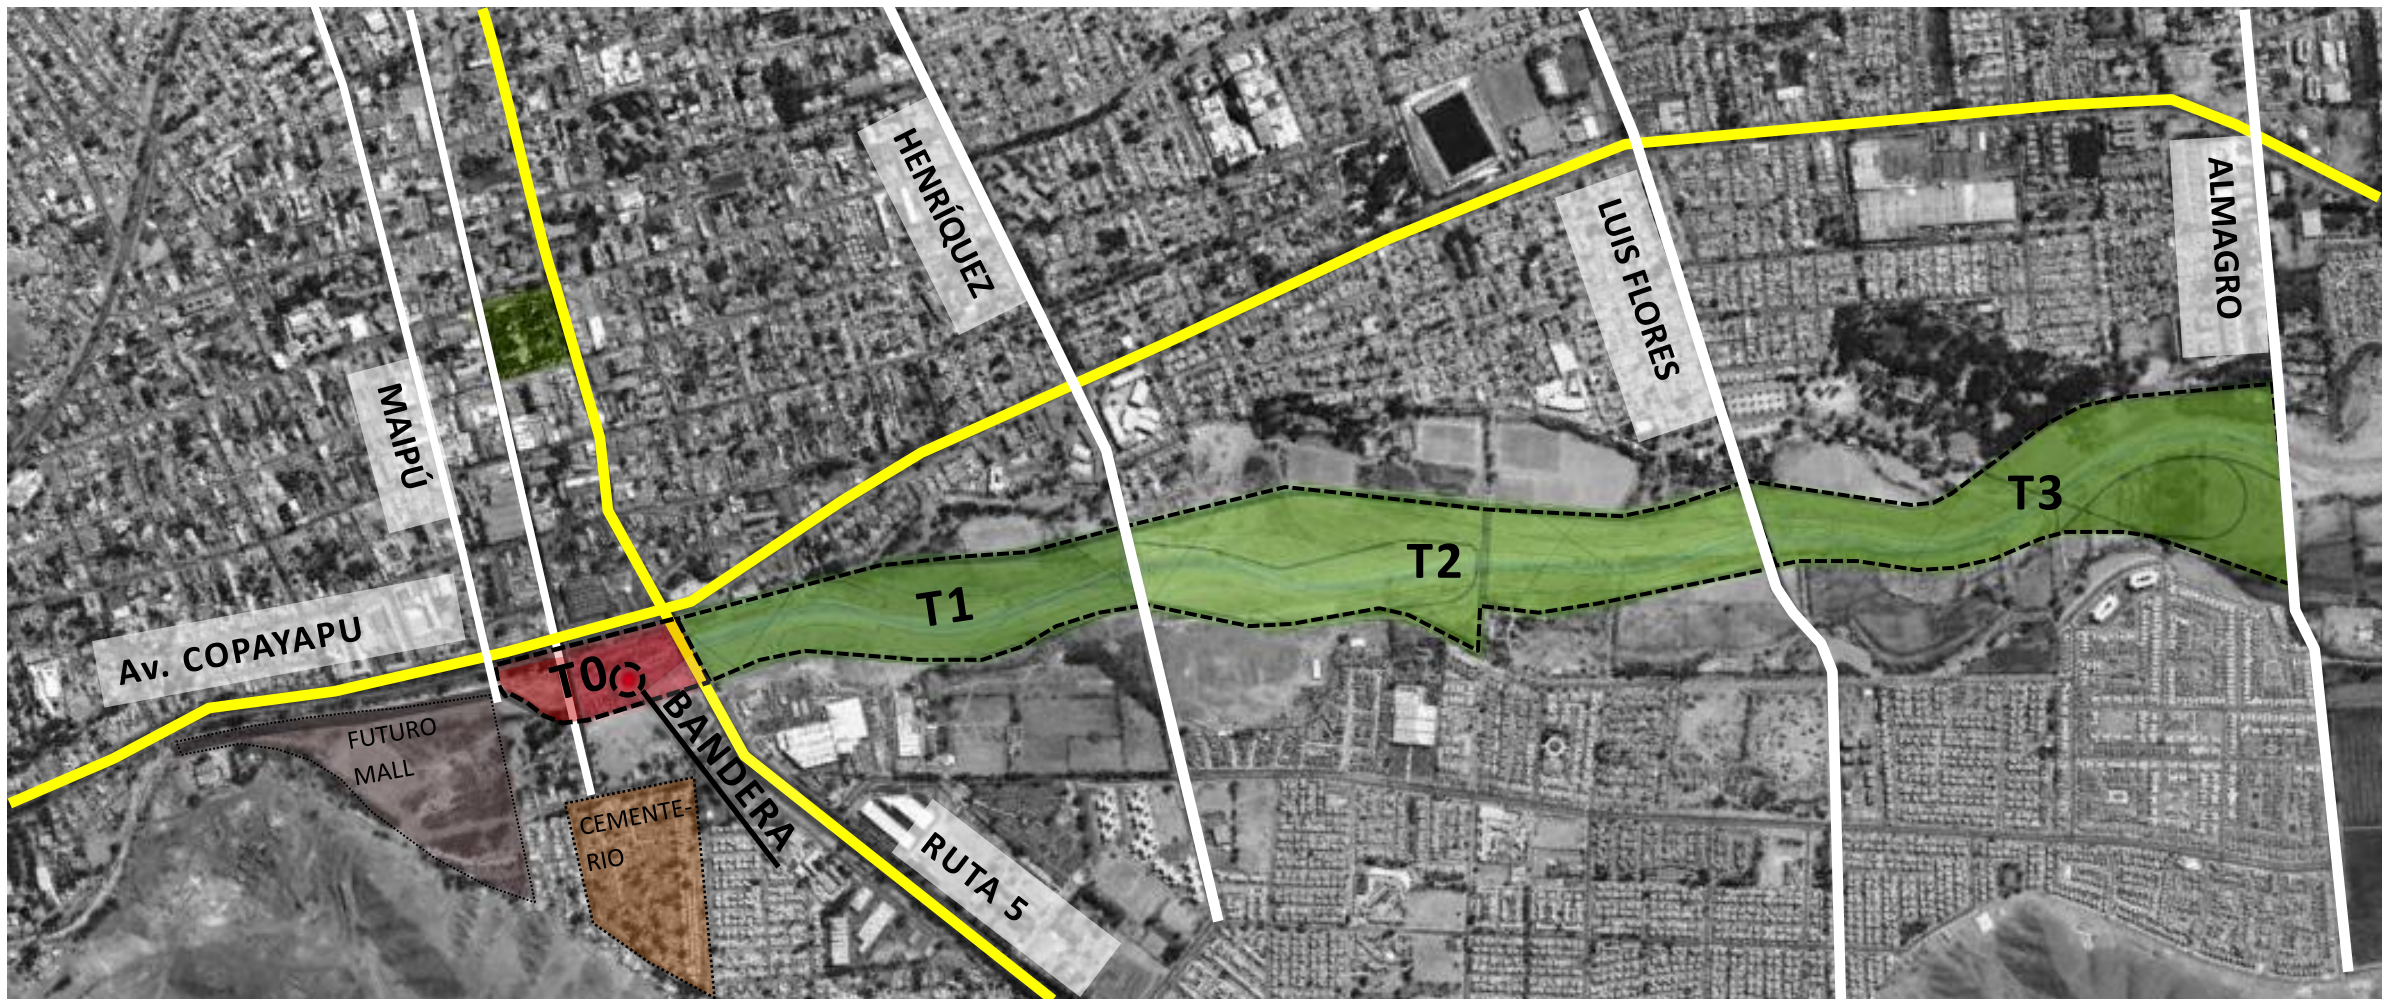 HENRÍQUEZ
LUIS FLORES
ALMAGRO
MAIPÚ
Av. COPAYAPU
T0
T1
T2
T3
BANDERA
FUTURO
MALL
CEMENTE-
RIO
RUTA 5